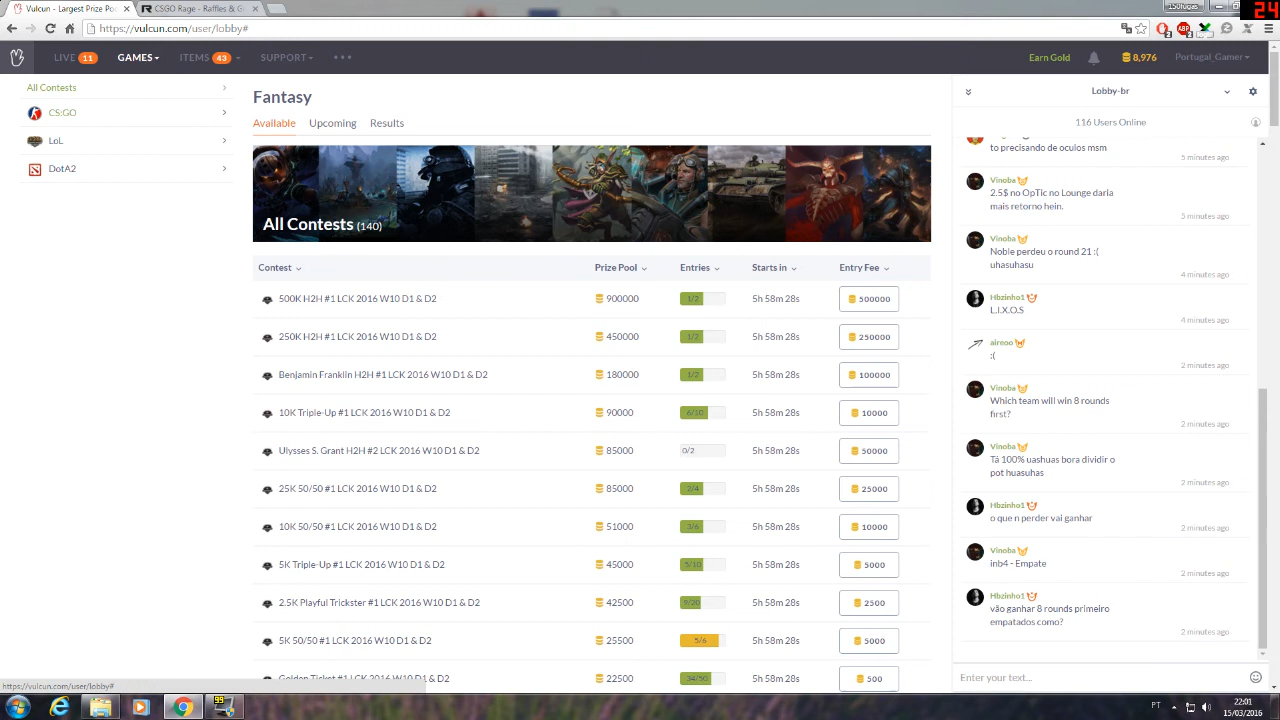 Vulcun - Largest Prize Po
CSGO Rage - Raffles & G
150fugas
24
https://vulcun.com/user/lobby#
LIVE 11
GAMES
ITEMS 43
SUPPORT
Earn Gold
8,976
Portugal_Gamer
All Contests
CS:GO
LoL
DotA2
Fantasy
Available
Upcoming
Results
All Contests (140)
Contest
Prize Pool
Entries
Starts in
Entry Fee
500K H2H #1 LCK 2016 W10 D1 & D2 900000 1/2 5h 58m 28s 500000
250K H2H #1 LCK 2016 W10 D1 & D2 450000 1/2 5h 58m 28s 250000
Benjamin Franklin H2H #1 LCK 2016 W10 D1 & D2 180000 1/2 5h 58m 28s 100000
10K Triple-Up #1 LCK 2016 W10 D1 & D2 90000 6/10 5h 58m 28s 10000
Ulysses S. Grant H2H #2 LCK 2016 W10 D1 & D2 85000 0/2 5h 58m 28s 50000
25K 50/50 #1 LCK 2016 W10 D1 & D2 85000 2/4 5h 58m 28s 25000
10K 50/50 #1 LCK 2016 W10 D1 & D2 51000 3/6 5h 58m 28s 10000
5K Triple-Up #1 LCK 2016 W10 D1 & D2 45000 5/10 5h 58m 28s 5000
2.5K Playful Trickster #1 LCK 2016 W10 D1 & D2 42500 9/20 5h 58m 28s 2500
5K 50/50 #1 LCK 2016 W10 D1 & D2 25500 5/6 5h 58m 28s 5000
Golden Ticket #1 LCK 2016 W10 D1 & D2 22500 34/50 5h 58m 28s 500
Lobby-br
116 Users Online
to precisando de oculos msm
5 minutes ago
Vinoba
2.5$ no OpTic no Lounge daria
mais retorno hein.
5 minutes ago
Vinoba
Noble perdeu o round 21 :(
uhasuhasu
4 minutes ago
Hbzinho1
L.I.X.O.S
4 minutes ago
aireoo
:(
2 minutes ago
Vinoba
Which team will win 8 rounds
first?
2 minutes ago
Vinoba
Tá 100% uashuas bora dividir o
pot huasuhas
2 minutes ago
Hbzinho1
o que n perder vai ganhar
2 minutes ago
Vinoba
inb4 - Empate
2 minutes ago
Hbzinho1
vão ganhar 8 rounds primeiro
empatados como?
2 minutes ago
Enter your text...
https://vulcun.com/user/lobby#
99
PT
22:01
15/03/2016